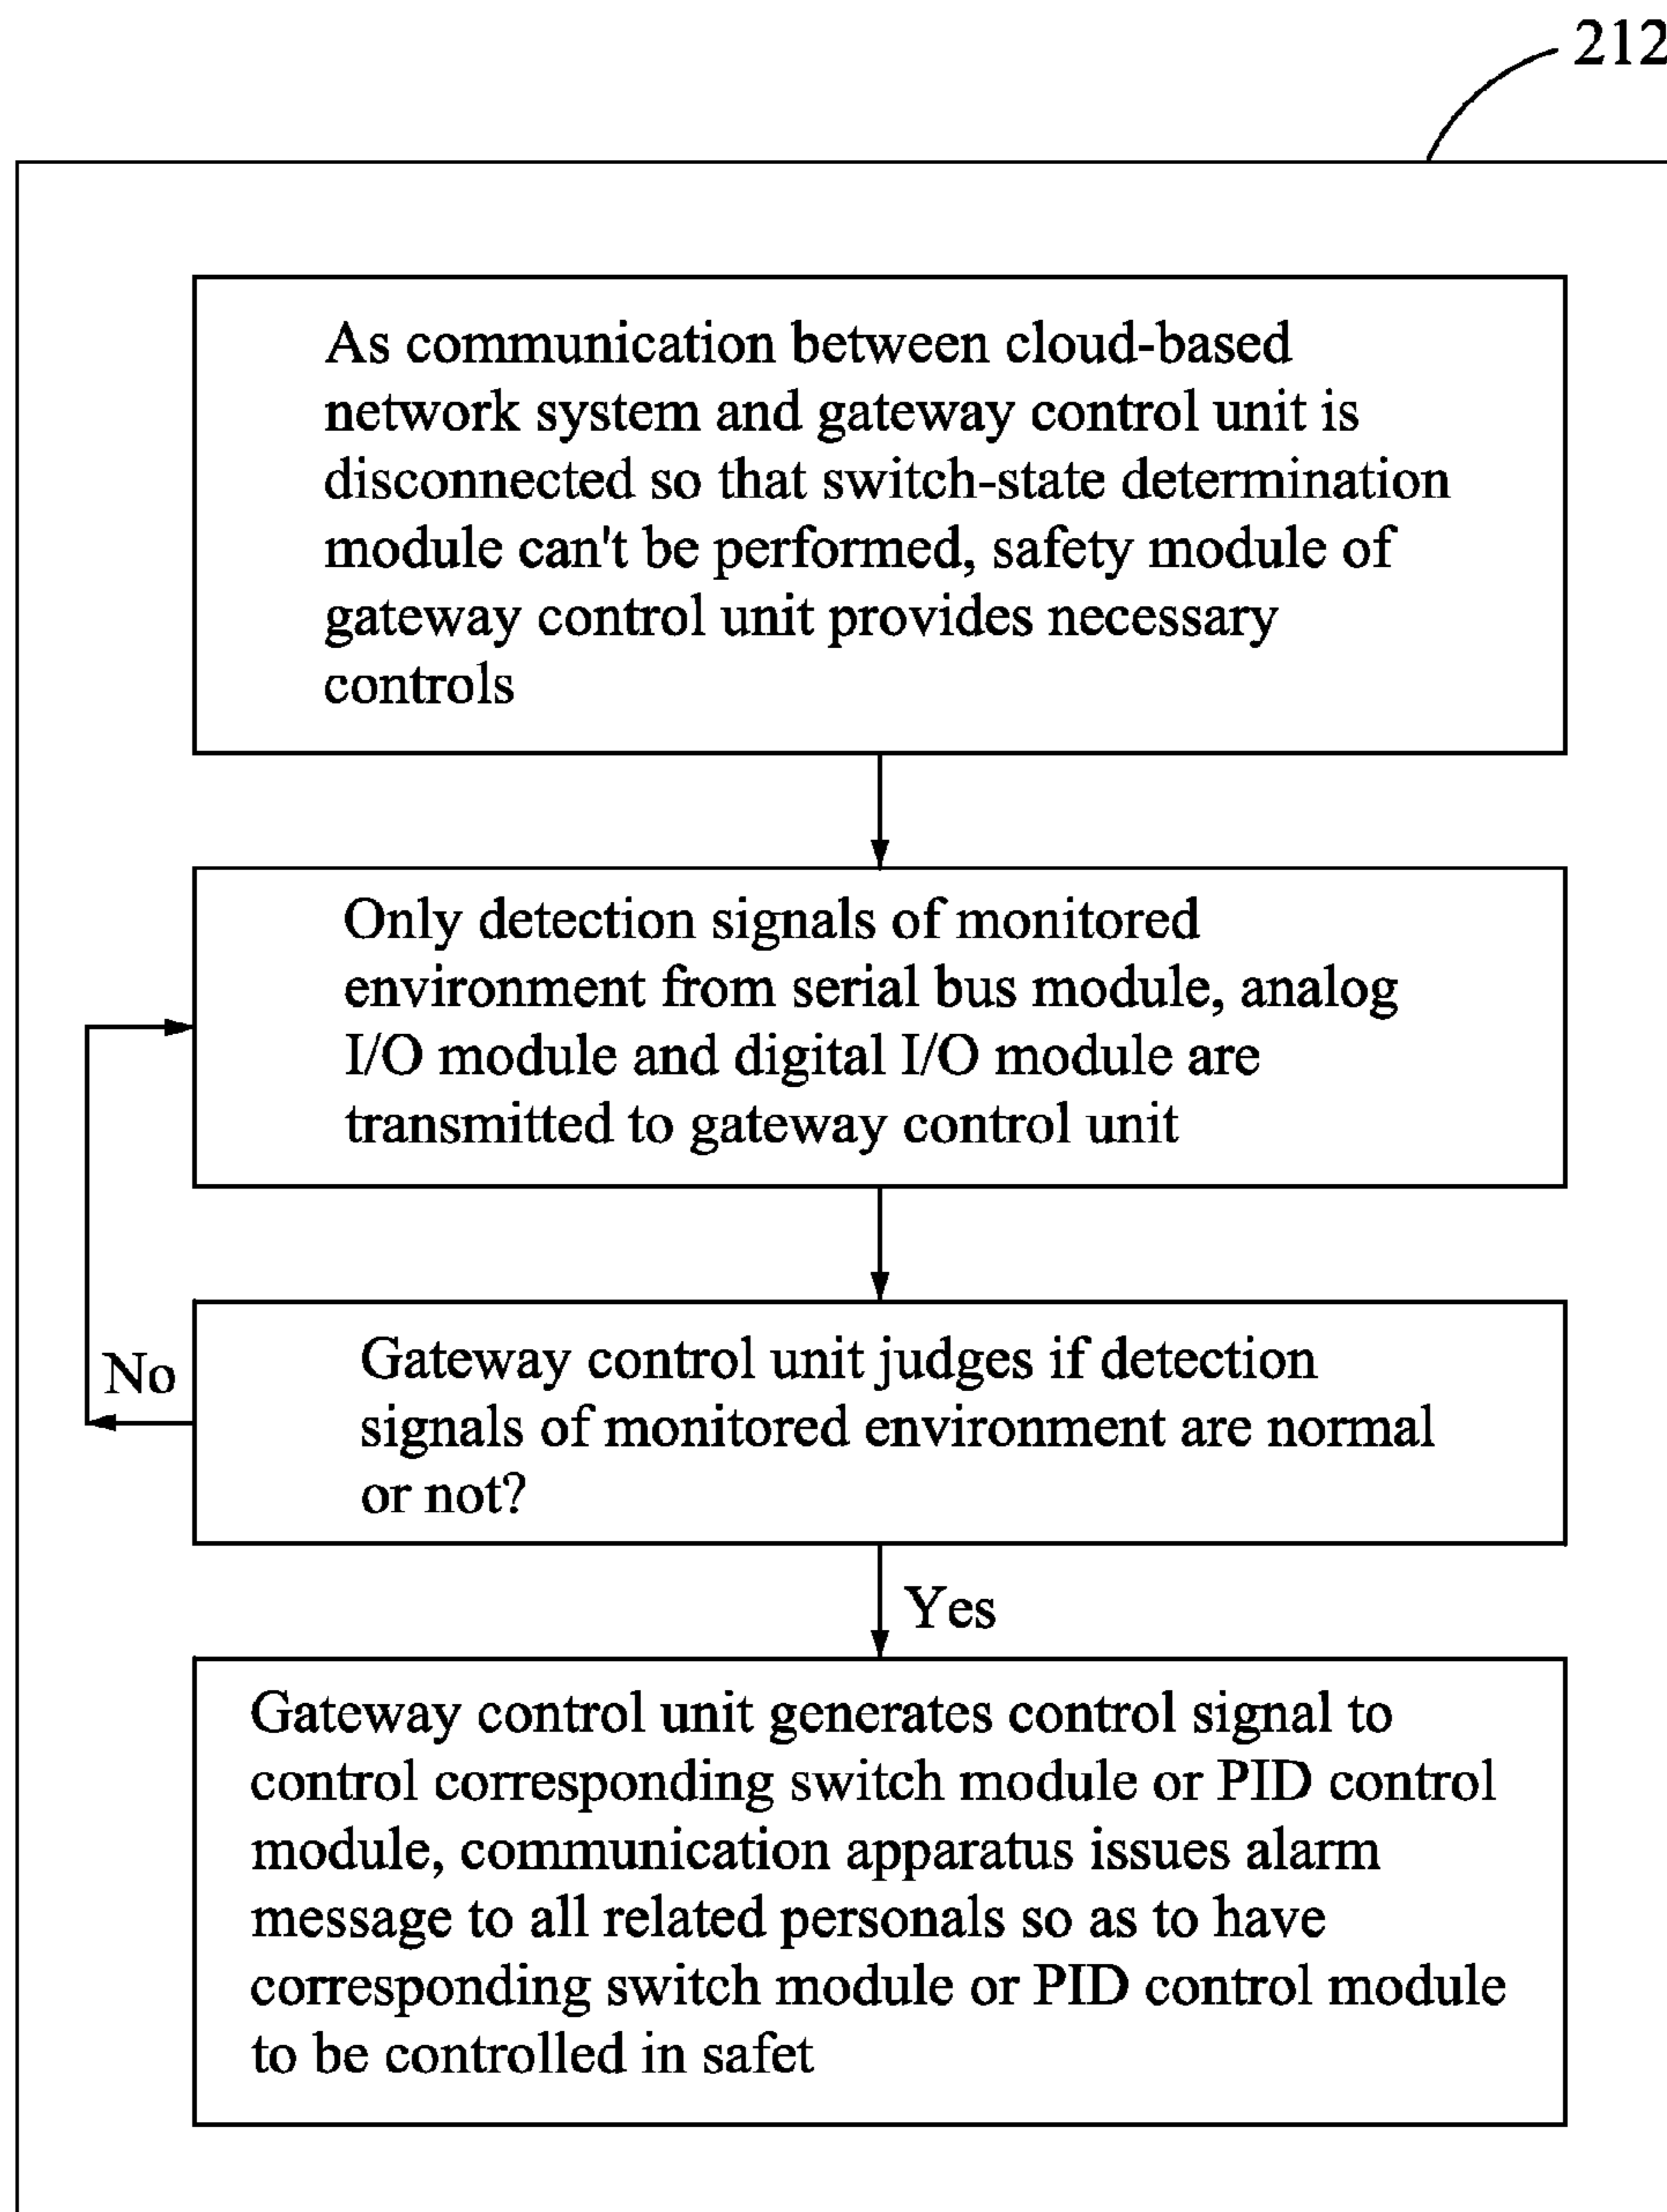 212
As communication between cloud-based
network system and gateway control unit is
disconnected so that switch-state determination
module can't be performed, safety module of
gateway control unit provides necessary
controls
Only detection signals of monitored
environment from serial bus module, analog
I/O module and digital I/O module are
transmitted to gateway control unit
No
Gateway control unit judges if detection
signals of monitored environment are normal
or not?
Yes
Gateway control unit generates control signal to
control corresponding switch module or PID control
module, communication apparatus issues alarm
message to all related personals so as to have
corresponding switch module or PID control module
to be controlled in safet